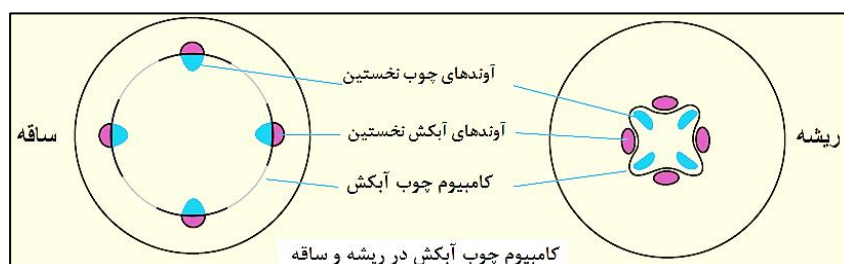 آوندهای چوب نخستین
ساقه
آوندهای آبکش نخستین
ریشه
کامبیوم چوب آبکش
کامبیوم چوب آبکش در ریشه و ساقه